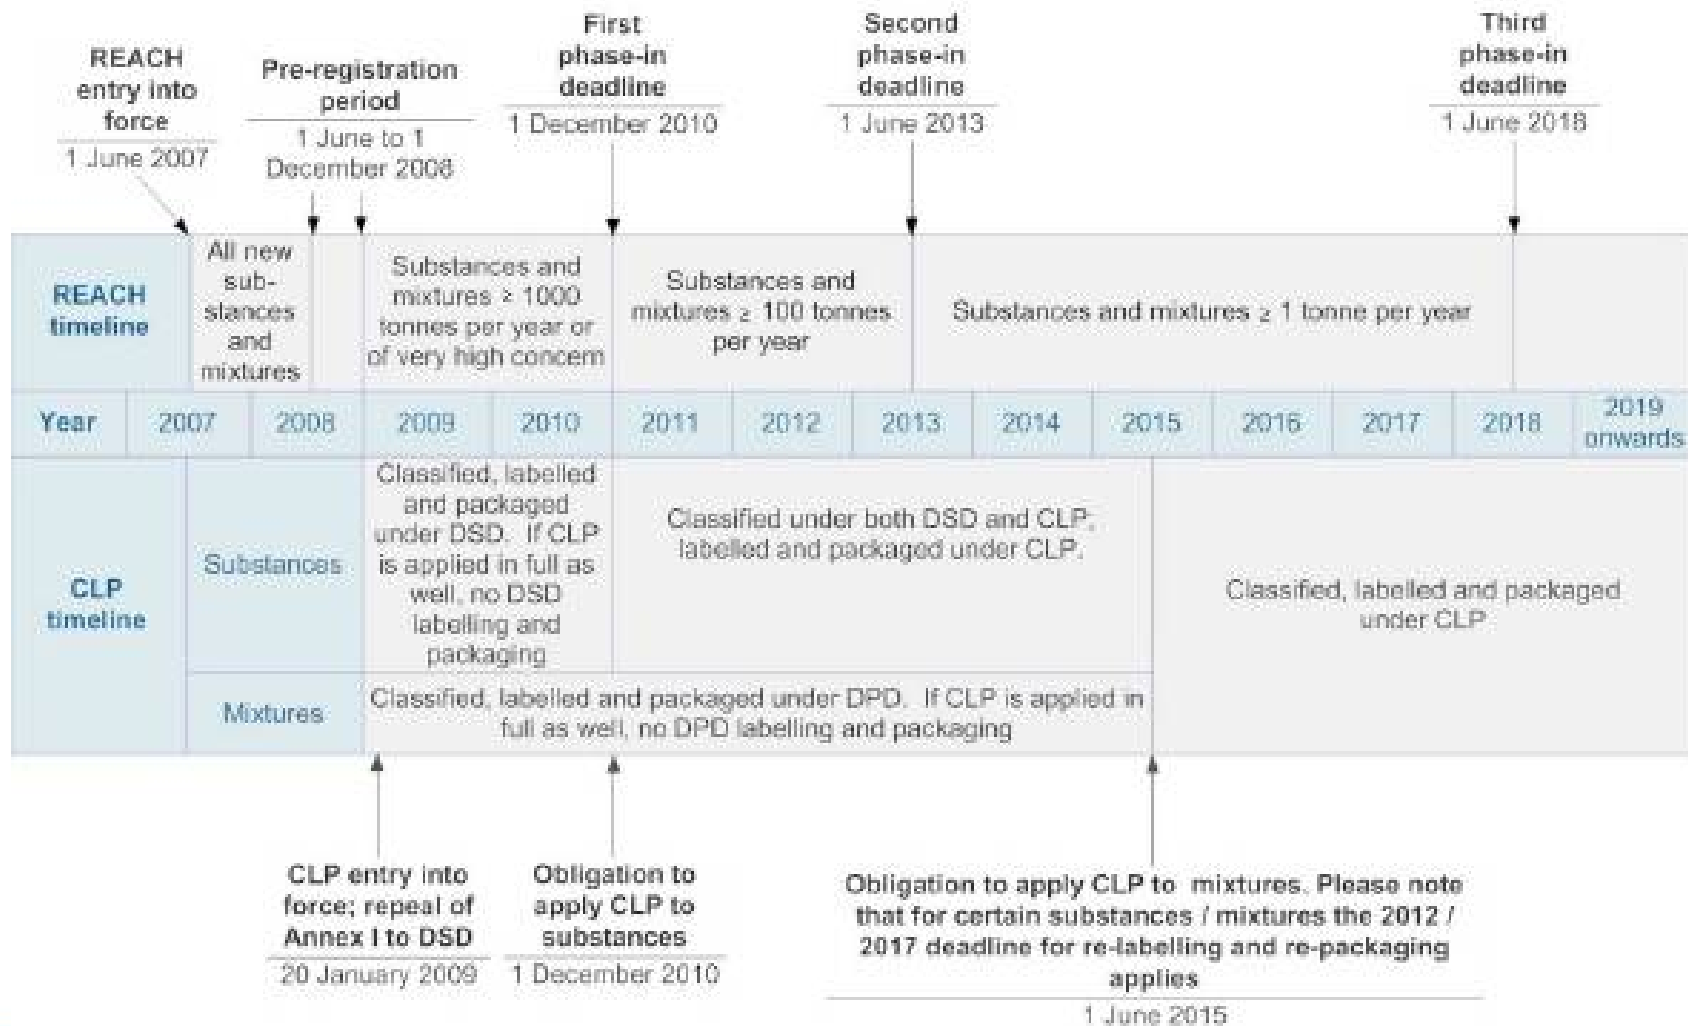 REACH
entry into
force
1 June 2007
Pre-registration
period
1 June to 1
December 2008
First
phase-in
deadline
1 December 2010
Second
phase-in
deadline
1 June 2013
Third
phase-in
deadline
1 June 2018
REACH
timeline
All new
sub-
stances
and
mixtures
Substances and
mixtures ≥ 1000
tonnes per year or
of very high concern
Substances and
mixtures ≥ 100 tonnes
per year
Substances and mixtures ≥ 1 tonne per year
Year
2007
2008
2009
2010
2011
2012
2013
2014
2015
2016
2017
2018
2019
onwards
CLP
timeline
Substances
Classified, labelled
and packaged
under DSD. If CLP
is applied in full as
well, no DSD
labelling and
packaging
Classified under both DSD and CLP,
labelled and packaged under CLP.
Classified, labelled and packaged
under CLP
Mixtures
Classified, labelled and packaged under DPD. If CLP is applied in
full as well, no DPD labelling and packaging
CLP entry into
force; repeal of
Annex I to DSD
20 January 2009
Obligation to
apply CLP to
substances
1 December 2010
Obligation to apply CLP to mixtures. Please note
that for certain substances / mixtures the 2012 /
2017 deadline for re-labelling and re-packaging
applies
1 June 2015